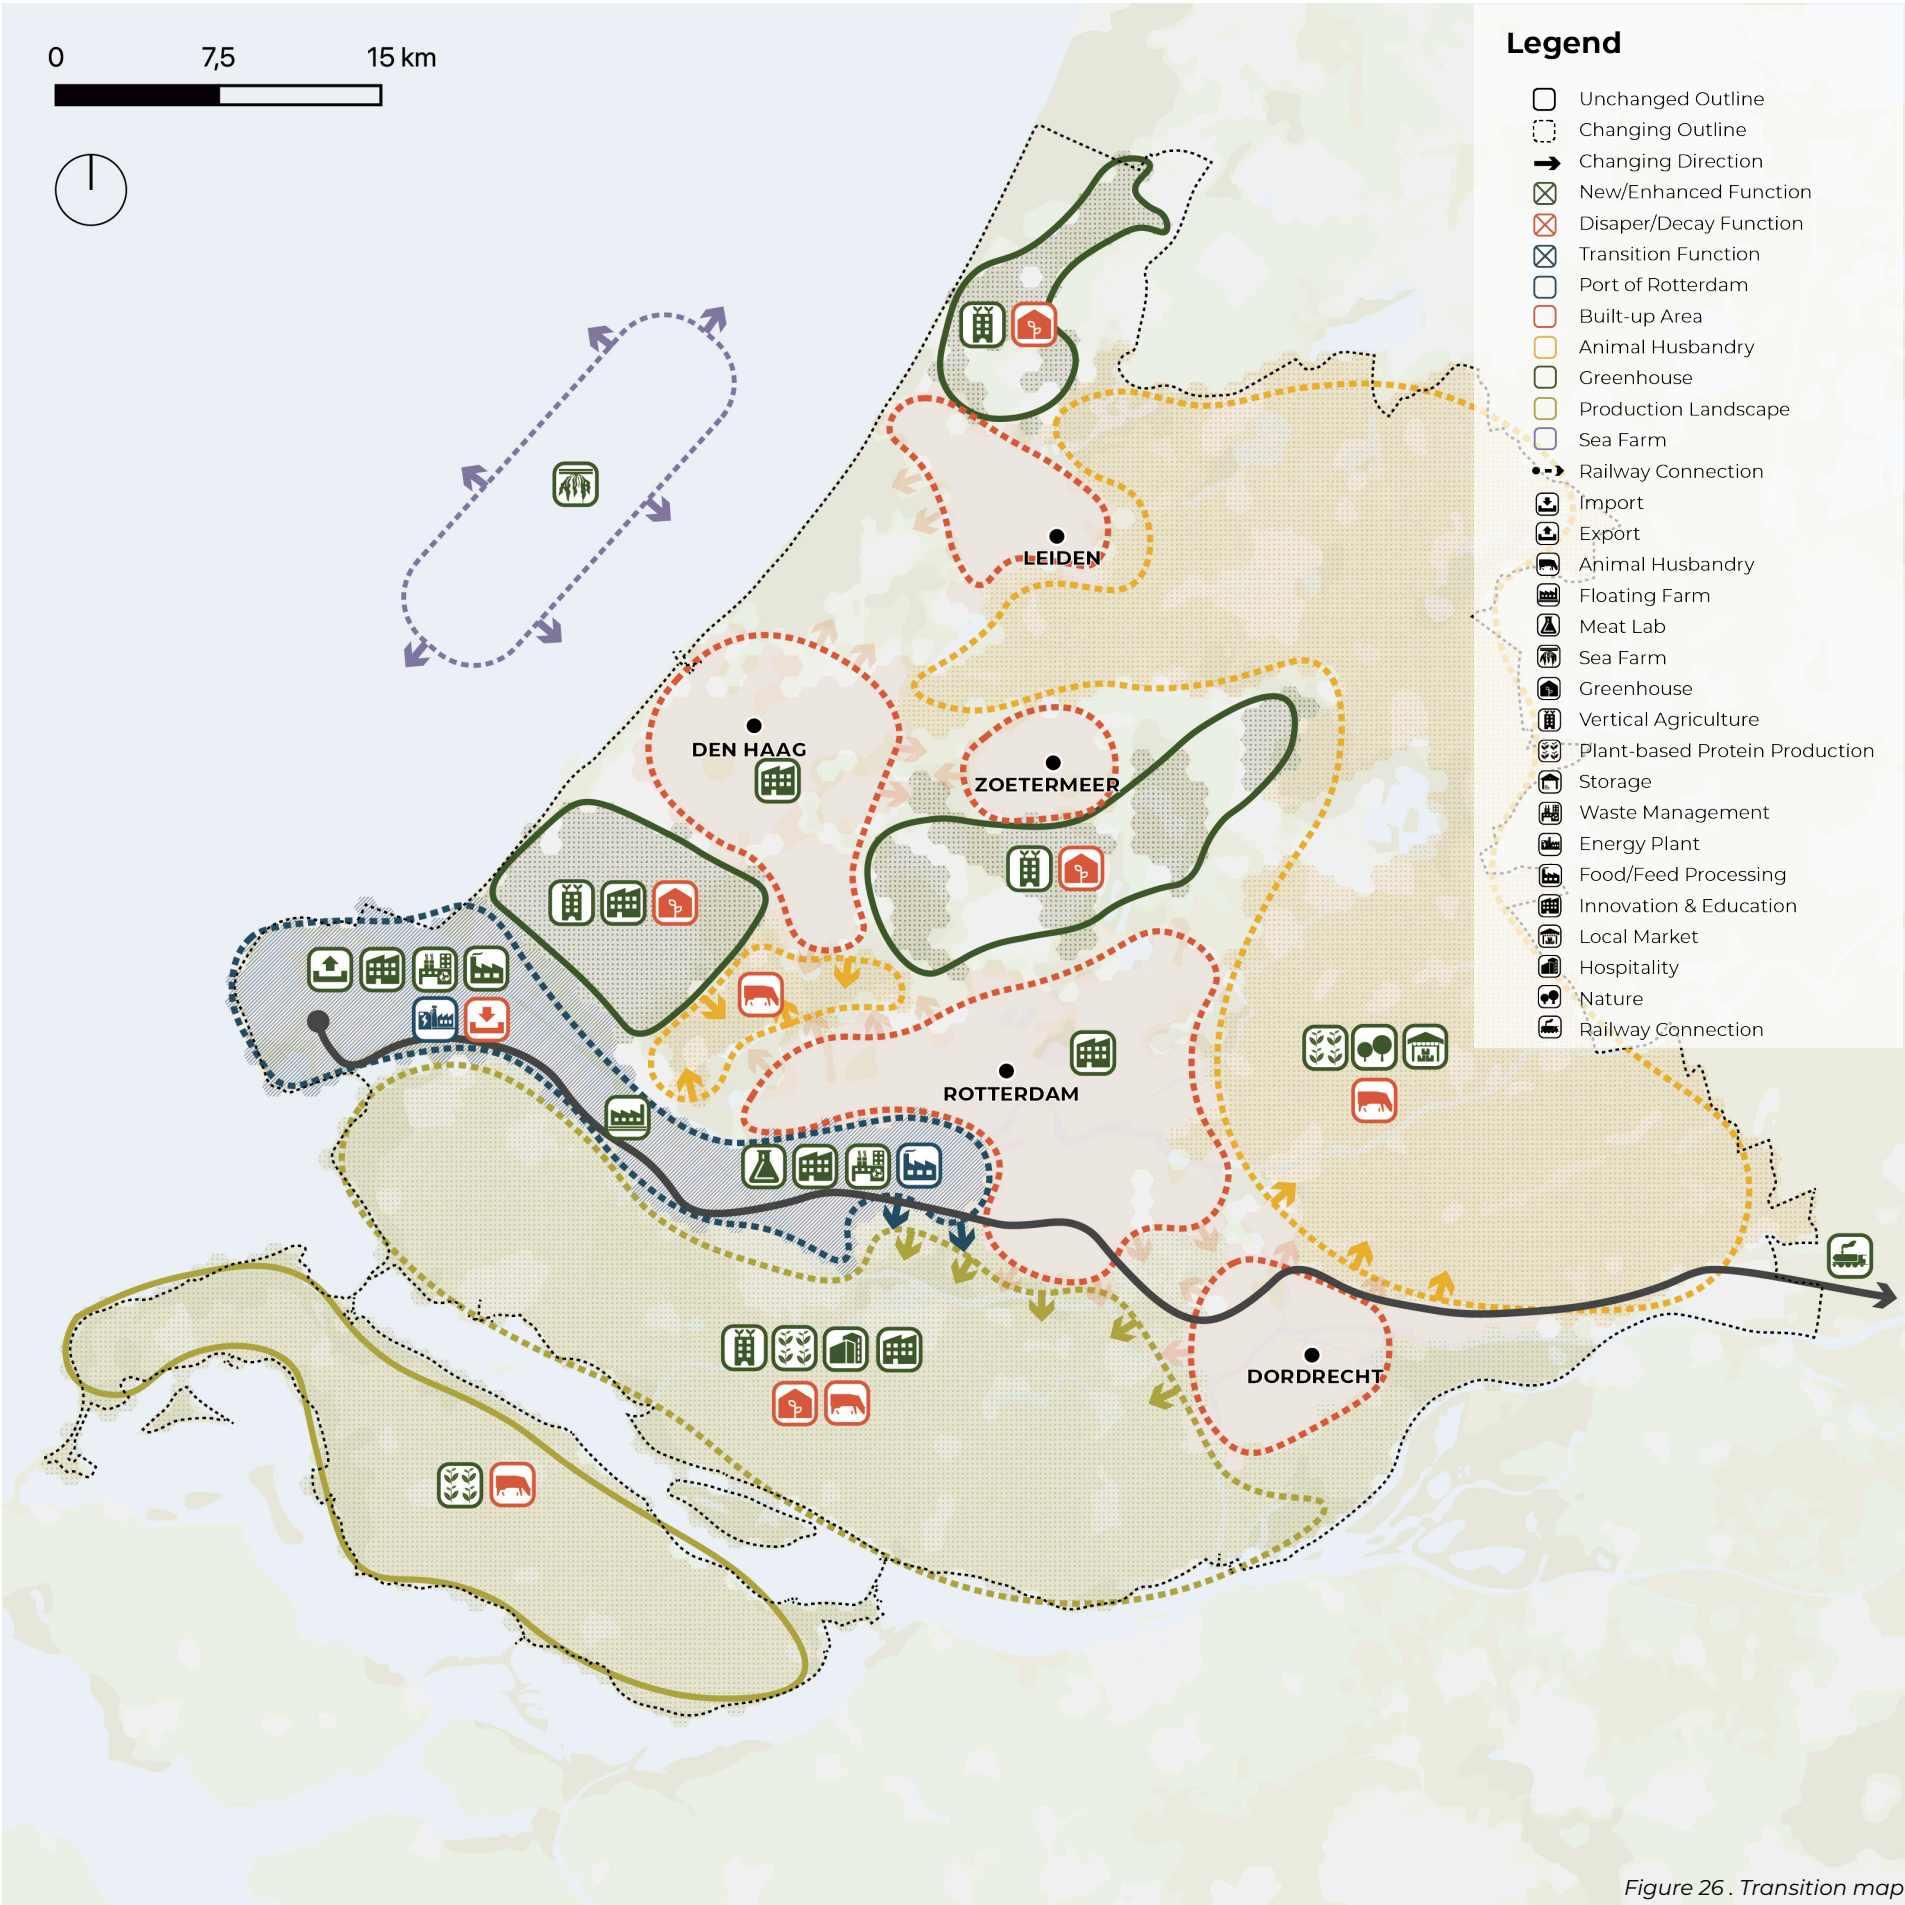 0 7,5 15 km
Legend
Unchanged Outline
Changing Outline
Changing Direction
New/Enhanced Function
Disaper/Decay Function
Transition Function
Port of Rotterdam
Built-up Area
Animal Husbandry
Greenhouse
Production Landscape
Sea Farm
Railway Connection
Import
Export
Animal Husbandry
Floating Farm
Meat Lab
Sea Farm
Greenhouse
Vertical Agriculture
Plant-based Protein Production
Storage
Waste Management
Energy Plant
Food/Feed Processing
Innovation & Education
Local Market
Hospitality
Nature
Railway Connection
LEIDEN
DEN HAAG
ZOETERMEER
ROTTERDAM
DORDRECHT
Figure 26 . Transition map